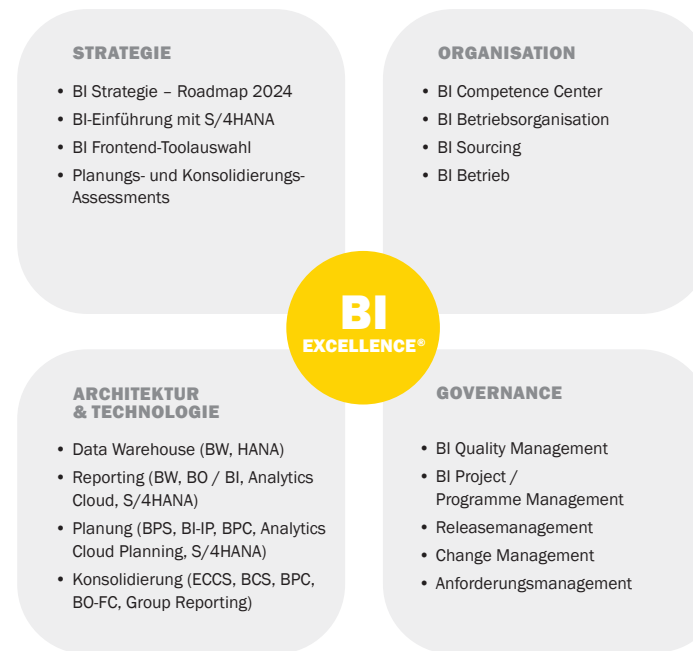 STRATEGIE
• BI Strategie – Roadmap 2024
• BI-Einführung mit S/4HANA
• BI Frontend-Toolauswahl
• Planungs- und Konsolidierungs-
Assessments
ORGANISATION
• BI Competence Center
• BI Betriebsorganisation
• BI Sourcing
• BI Betrieb
BI
EXCELLENCE®
ARCHITEKTUR
& TECHNOLOGIE
• Data Warehouse (BW, HANA)
• Reporting (BW, BO / BI, Analytics
Cloud, S/4HANA)
• Planung (BPS, BI-IP, BPC, Analytics
Cloud Planning, S/4HANA)
• Konsolidierung (ECCS, BCS, BPC,
BO-FC, Group Reporting)
GOVERNANCE
• BI Quality Management
• BI Project /
Programme Management
• Releasemanagement
• Change Management
• Anforderungsmanagement